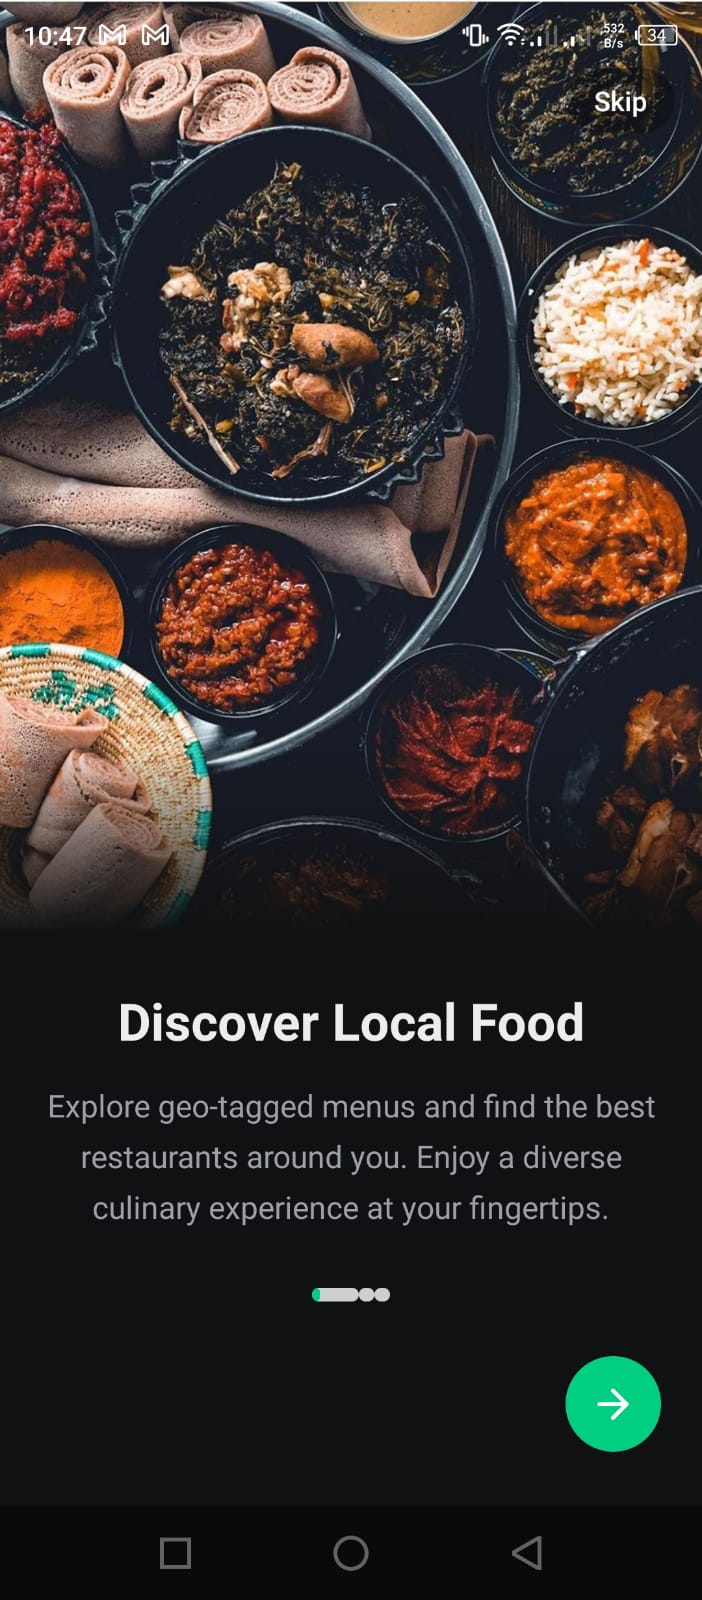 10:47
532
B/s
34
Skip
Discover Local Food
Explore geo-tagged menus and find the best
restaurants around you. Enjoy a diverse
culinary experience at your fingertips.